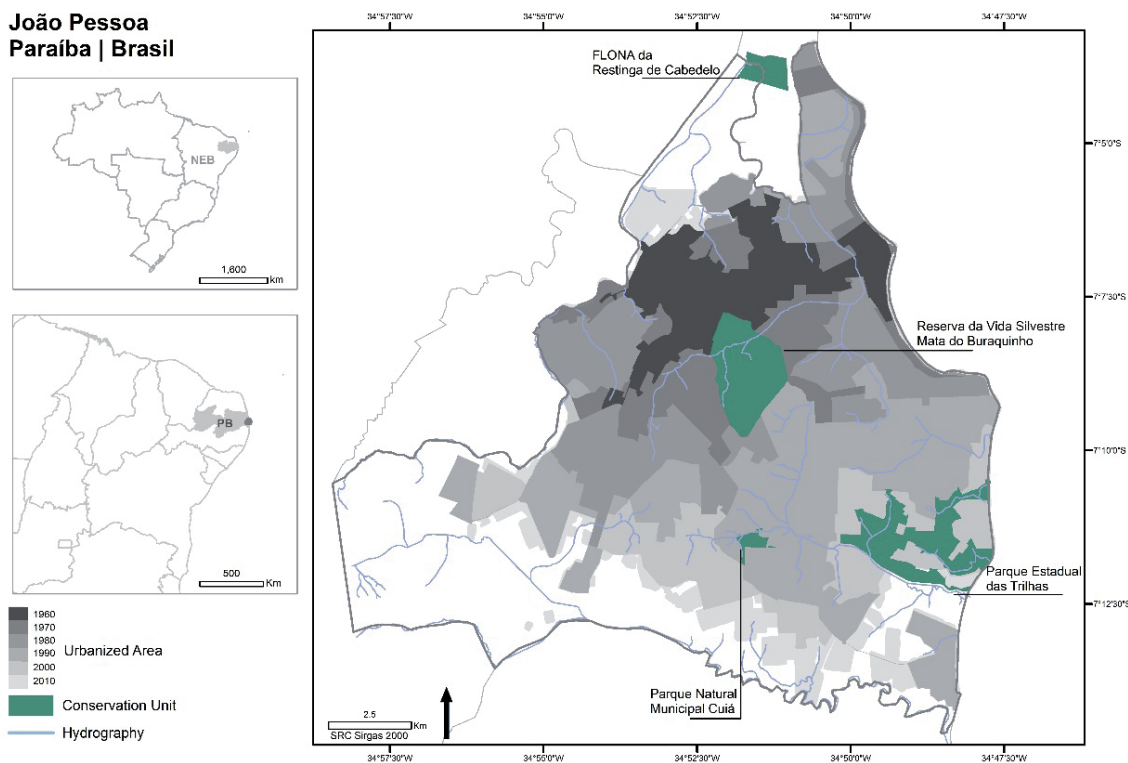 João Pessoa
Paraíba | Brasil
NEB
1,600
Km
PB
500
Km
1960
1970
1980
1990
2000
2010
Urbanized Area
Conservation Unit
Hydrography
34°57'30"W
34°55'00"W
34°52'30"W
34°50'00"W
34°47'30"W
FLONA da
Restinga de Cabedelo
7°5'0"S
7°7'30"S
Reserva da Vida Silvestre
Mata do Buraquinho
7°10'0"S
Parque Estadual
das Trilhas
7°12'30"S
Parque Natural
Municipal Cuiá
2.5
Km
SRC Sirgas 2000
34°57'30"W
34°55'00"W
34°52'30"W
34°50'00"W
34°47'30"W